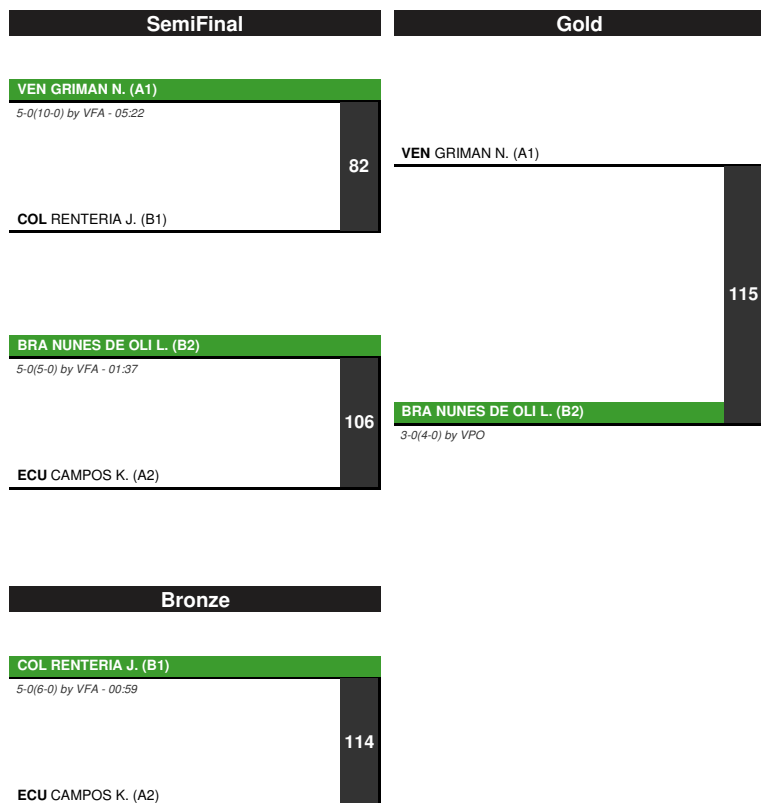 SemiFinal
Gold
VEN GRIMAN N. (A1)
5-0(10-0) by VFA - 05:22
82
COL RENTERIA J. (B1)
VEN GRIMAN N. (A1)
115
BRA NUNES DE OLI L. (B2)
3-0(4-0) by VPO
BRA NUNES DE OLI L. (B2)
5-0(5-0) by VFA - 01:37
106
ECU CAMPOS K. (A2)
Bronze
COL RENTERIA J. (B1)
5-0(6-0) by VFA - 00:59
114
ECU CAMPOS K. (A2)